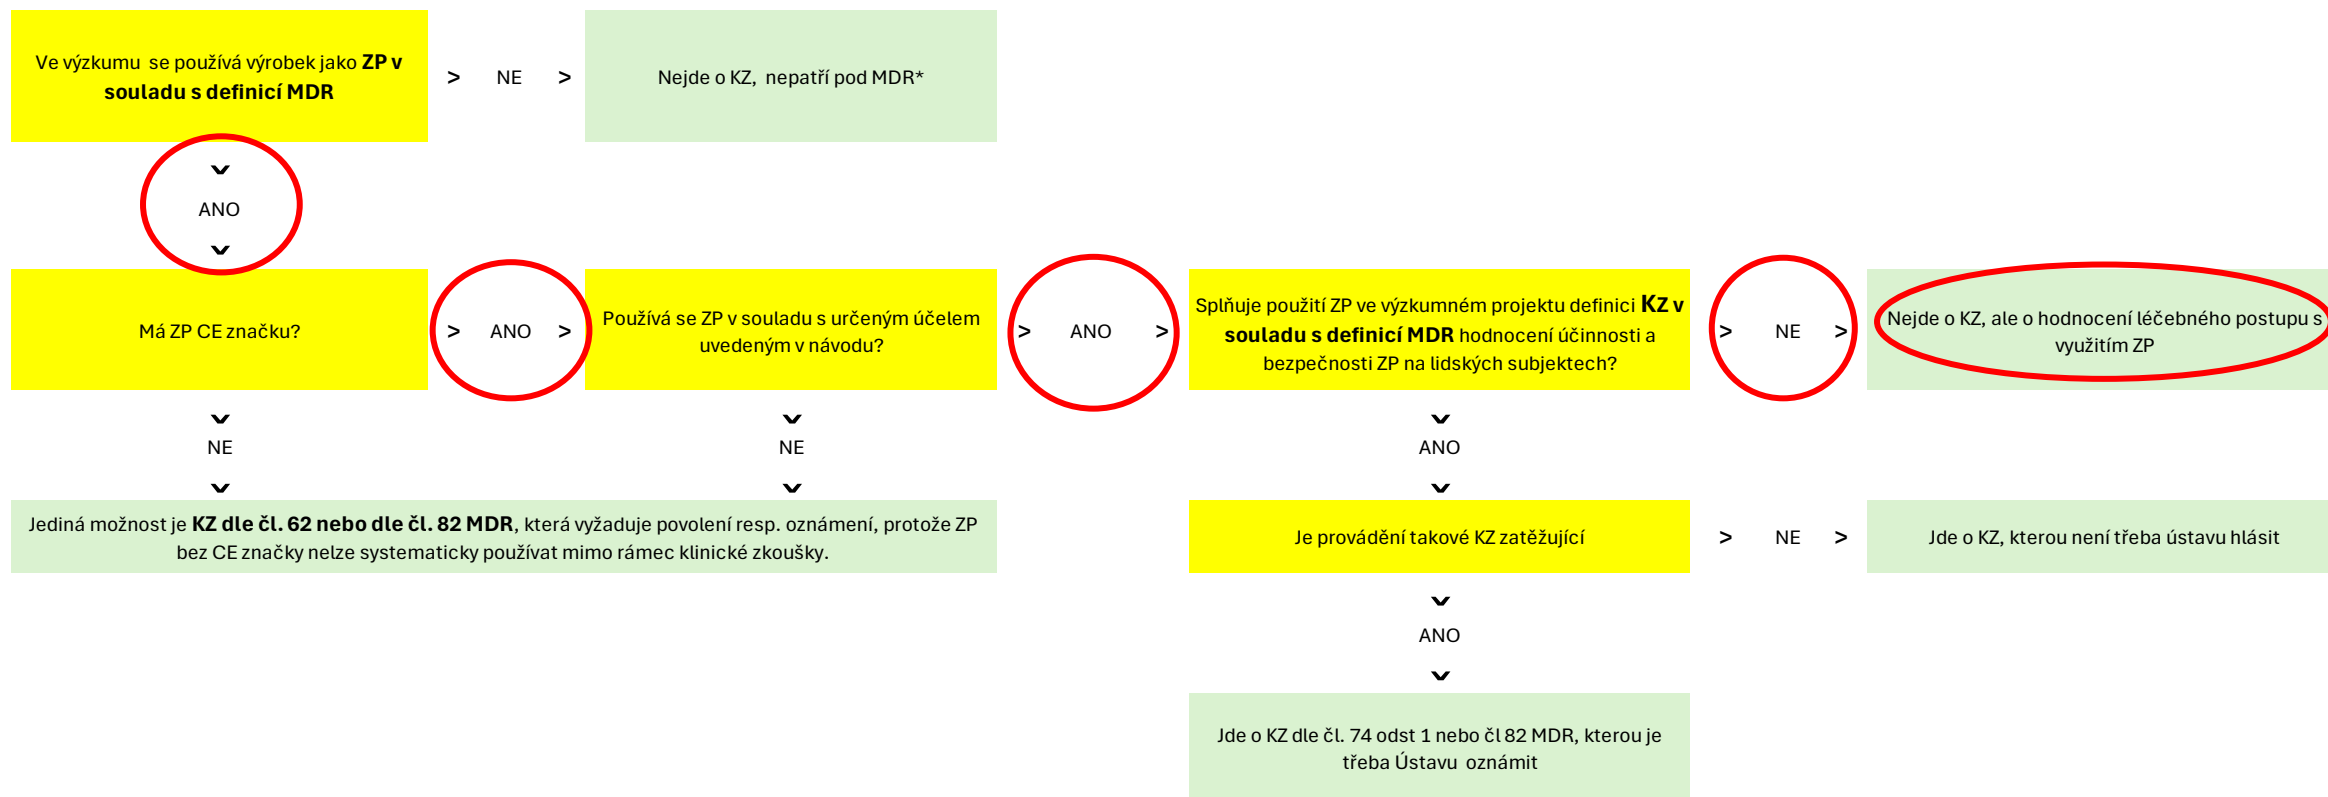 Ve výzkumu se používá výrobek jako ZP v
souladu s definicí MDR
> NE >
Nejde o KZ, nepatří pod MDR*
ANO
Má ZP CE značku?
> ANO >
Používá se ZP v souladu s určeným účelem
uvedeným v návodu?
> ANO >
Splňuje použití ZP ve výzkumném projektu definici KZ v
souladu s definicí MDR hodnocení účinnosti a
bezpečnosti ZP na lidských subjektech?
> NE >
Nejde o KZ, ale o hodnocení léčebného postupu s
využitím ZP
NE
NE
ANO
Jediná možnost je KZ dle čl. 62 nebo dle čl. 82 MDR, která vyžaduje povolení resp. oznámení, protože ZP
bez CE značky nelze systematicky používat mimo rámec klinické zkoušky.
Je provádění takové KZ zatěžující
> NE >
Jde o KZ, kterou není třeba ústavu hlásit
ANO
Jde o KZ dle čl. 74 odst 1 nebo čl 82 MDR, kterou je
třeba Ústavu oznámit